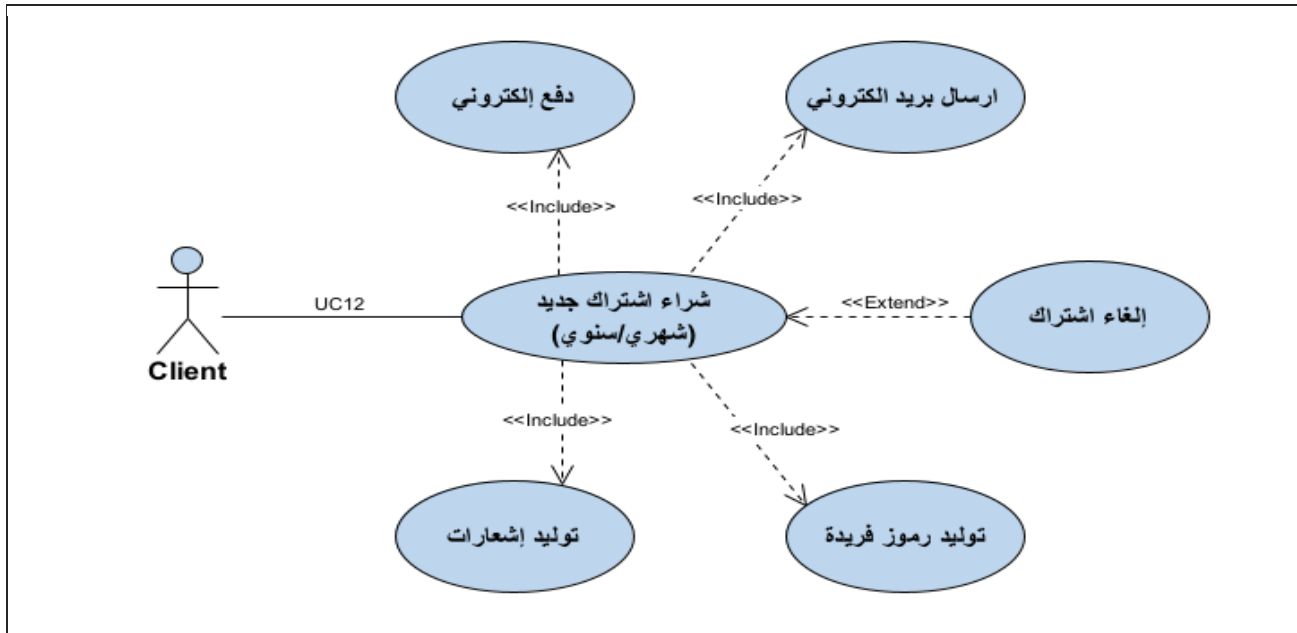 دفع إلكتروني
ارسال بريد الكتروني
<<Include>>
<<Include>>
UC12
شراء اشتراك جديد
(شهري/سنوي)
<<Extend>>
إلغاء اشتراك
Client
<<Include>>
<<Include>>
توليد إشعارات
توليد رموز فريدة